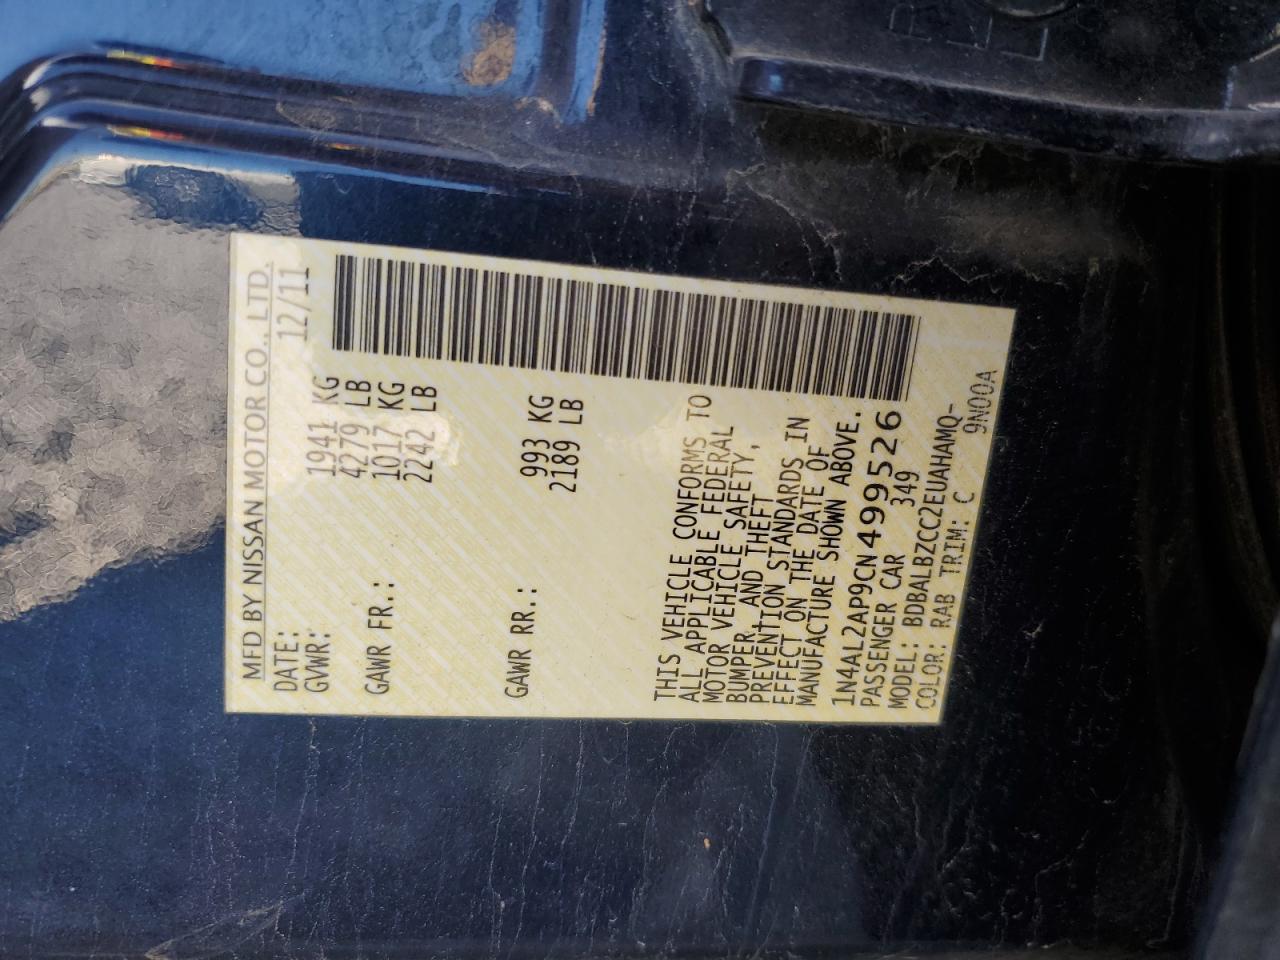 MFD BY NISSAN MOTOR CO., LTD.
DATE: 12/11
GVWR: 1941 KG
4279 LB
GAWR FR.: 1017 KG
2242 LB
GAWR RR.: 993 KG
2189 LB
THIS VEHICLE CONFORMS TO
ALL APPLICABLE FEDERAL
MOTOR VEHICLE SAFETY,
BUMPER, AND THEFT
PREVENTION STANDARDS IN
EFFECT ON THE DATE OF
MANUFACTURE SHOWN ABOVE.
1N4AL2AP9CN499526
PASSENGER CAR 349
MODEL: BDBALBZCC2EUAHAMQ-
COLOR: RAB TRIM: C 9N00A